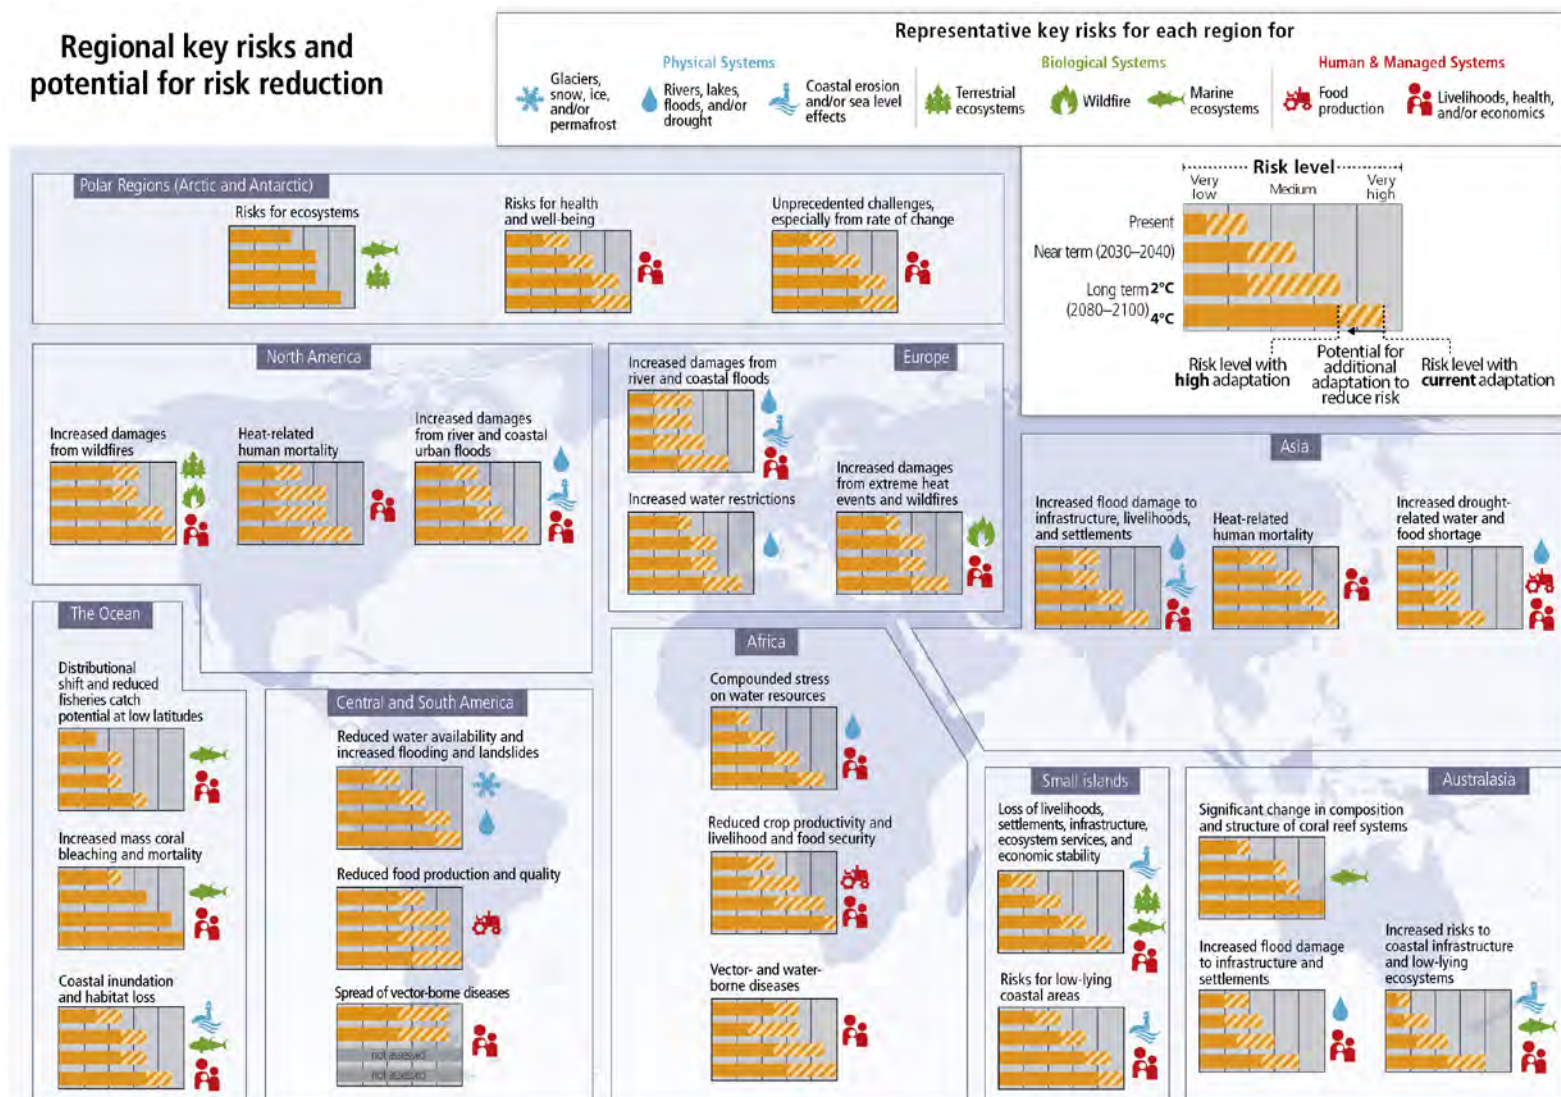 Regional key risks and
potential for risk reduction
Representative key risks for each region for
Physical Systems
Biological Systems
Human & Managed Systems
Glaciers,
snow, ice,
and/or
permafrost
Rivers, lakes,
floods, and/or
drought
Coastal erosion
and/or sea level
effects
Terrestrial
ecosystems
Wildfire
Marine
ecosystems
Food
production
Livelihoods, health,
and/or economics
Risk level
Very
low
Medium
Very
high
Present
Near term (2030–2040)
Long term 2°C
(2080–2100)
4°C
Risk level with
high adaptation
Potential for
additional
adaptation to
reduce risk
Risk level with
current adaptation
Polar Regions (Arctic and Antarctic)
Risks for ecosystems
Risks for health
and well-being
Unprecedented challenges,
especially from rate of change
North America
Increased damages
from wildfires
Heat-related
human mortality
Increased damages
from river and coastal
urban floods
Europe
Increased damages from
river and coastal floods
Increased water restrictions
Increased damages
from extreme heat
events and wildfires
Asia
Increased flood damage to
infrastructure, livelihoods,
and settlements
Heat-related
human mortality
Increased drought-
related water and
food shortage
The Ocean
Distributional
shift and reduced
fisheries catch
potential at low latitudes
Increased mass coral
bleaching and mortality
Coastal inundation
and habitat loss
Central and South America
Reduced water availability and
increased flooding and landslides
Reduced food production and quality
Spread of vector-borne diseases
not assessed
not assessed
Africa
Compounded stress
on water resources
Reduced crop productivity and
livelihood and food security
Vector- and water-
borne diseases
Small islands
Loss of livelihoods,
settlements, infrastructure,
ecosystem services, and
economic stability
Risks for low-lying
coastal areas
Australasia
Significant change in composition
and structure of coral reef systems
Increased flood damage
to infrastructure and
settlements
Increased risks to
coastal infrastructure
and low-lying
ecosystems